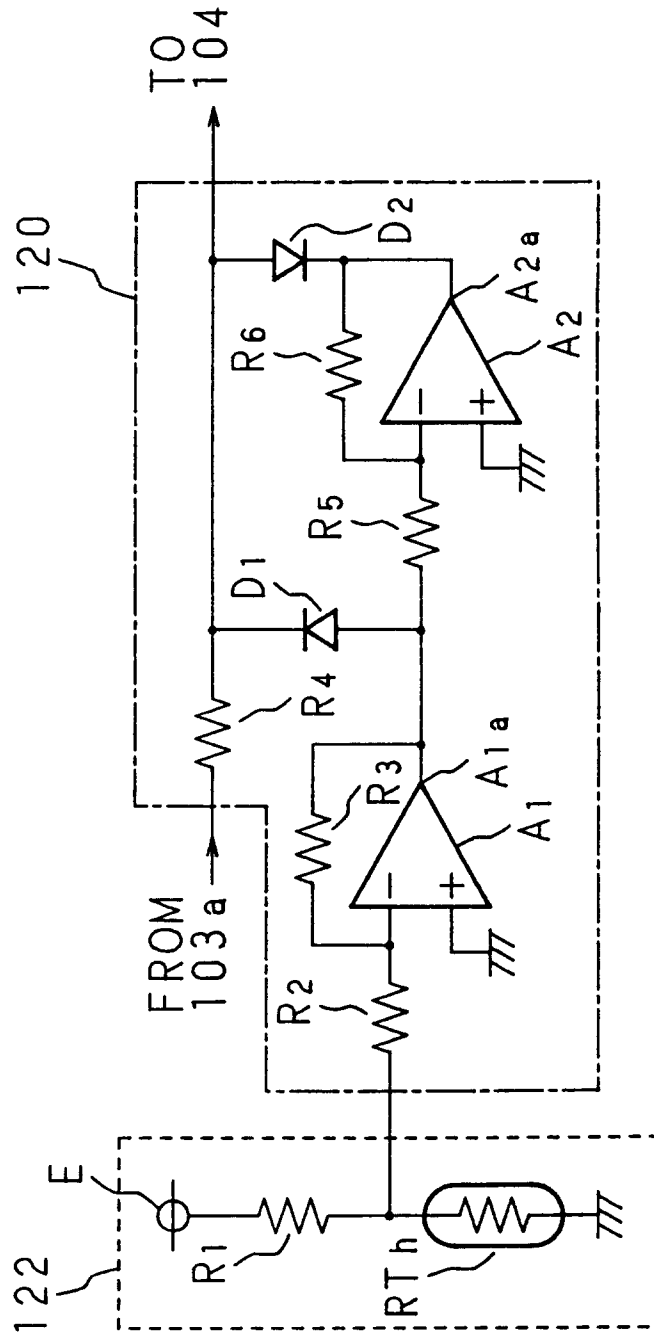 122
E
R1
RTh
120
FROM
103a
TO
104
R2
R3
−
+
A1a
A1
R4
D1
R5
R6
−
+
D2
A2a
A2